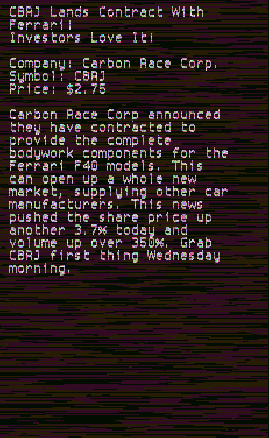 CBRJ Lands Contract With
Ferrari!
Investors Love It!
Company: Carbon Race Corp.
Symbol: CBRJ
Price: $2.75
Carbon Race Corp announced
they have contracted to
provide the complete
bodywork components for the
Ferrari F40 models. This
can open up a whole new
market, supplying other car
manufacturers. This news
pushed the share price up
another 3.7% today and
volume up over 350%. Grab
CBRJ first thing Wednesday
morning.